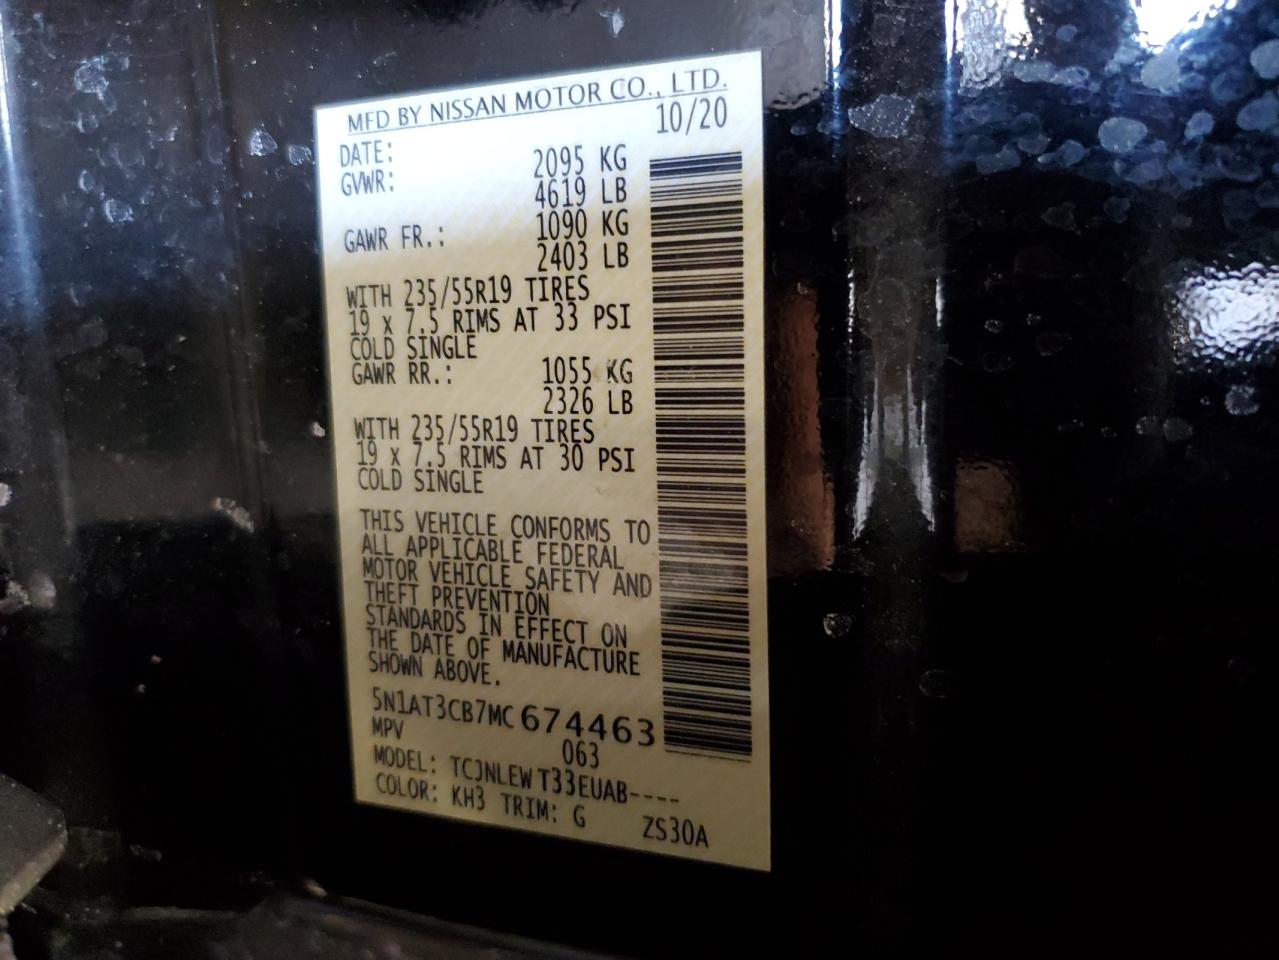 MFD BY NISSAN MOTOR CO., LTD.
DATE: 10/20
GVWR: 2095 KG
4619 LB
GAWR FR.: 1090 KG
2403 LB
WITH 235/55R19 TIRES
19 x 7.5 RIMS AT 33 PSI
COLD SINGLE
GAWR RR.: 1055 KG
2326 LB
WITH 235/55R19 TIRES
19 x 7.5 RIMS AT 30 PSI
COLD SINGLE
THIS VEHICLE CONFORMS TO
ALL APPLICABLE FEDERAL
MOTOR VEHICLE SAFETY AND
THEFT PREVENTION
STANDARDS IN EFFECT ON
THE DATE OF MANUFACTURE
SHOWN ABOVE.
5N1AT3CB7MC 674463
MPV 063
MODEL: TCJNLEW T33EUAB----
COLOR: KH3 TRIM: G ZS30A